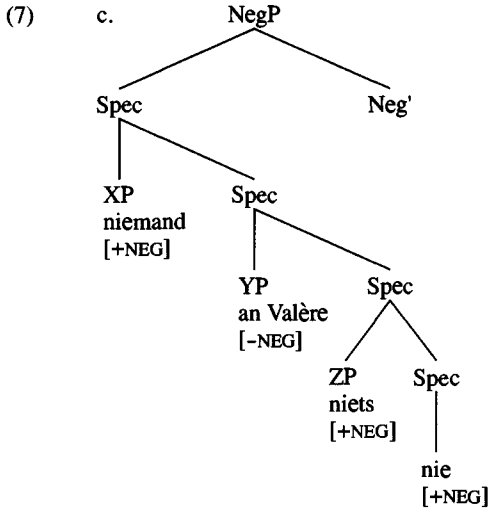 (7) c. NegP
Spec Neg'
XP Spec
niemand
[+NEG]
YP Spec
an Valère
[−NEG]
ZP Spec
niets
[+NEG]
nie
[+NEG]